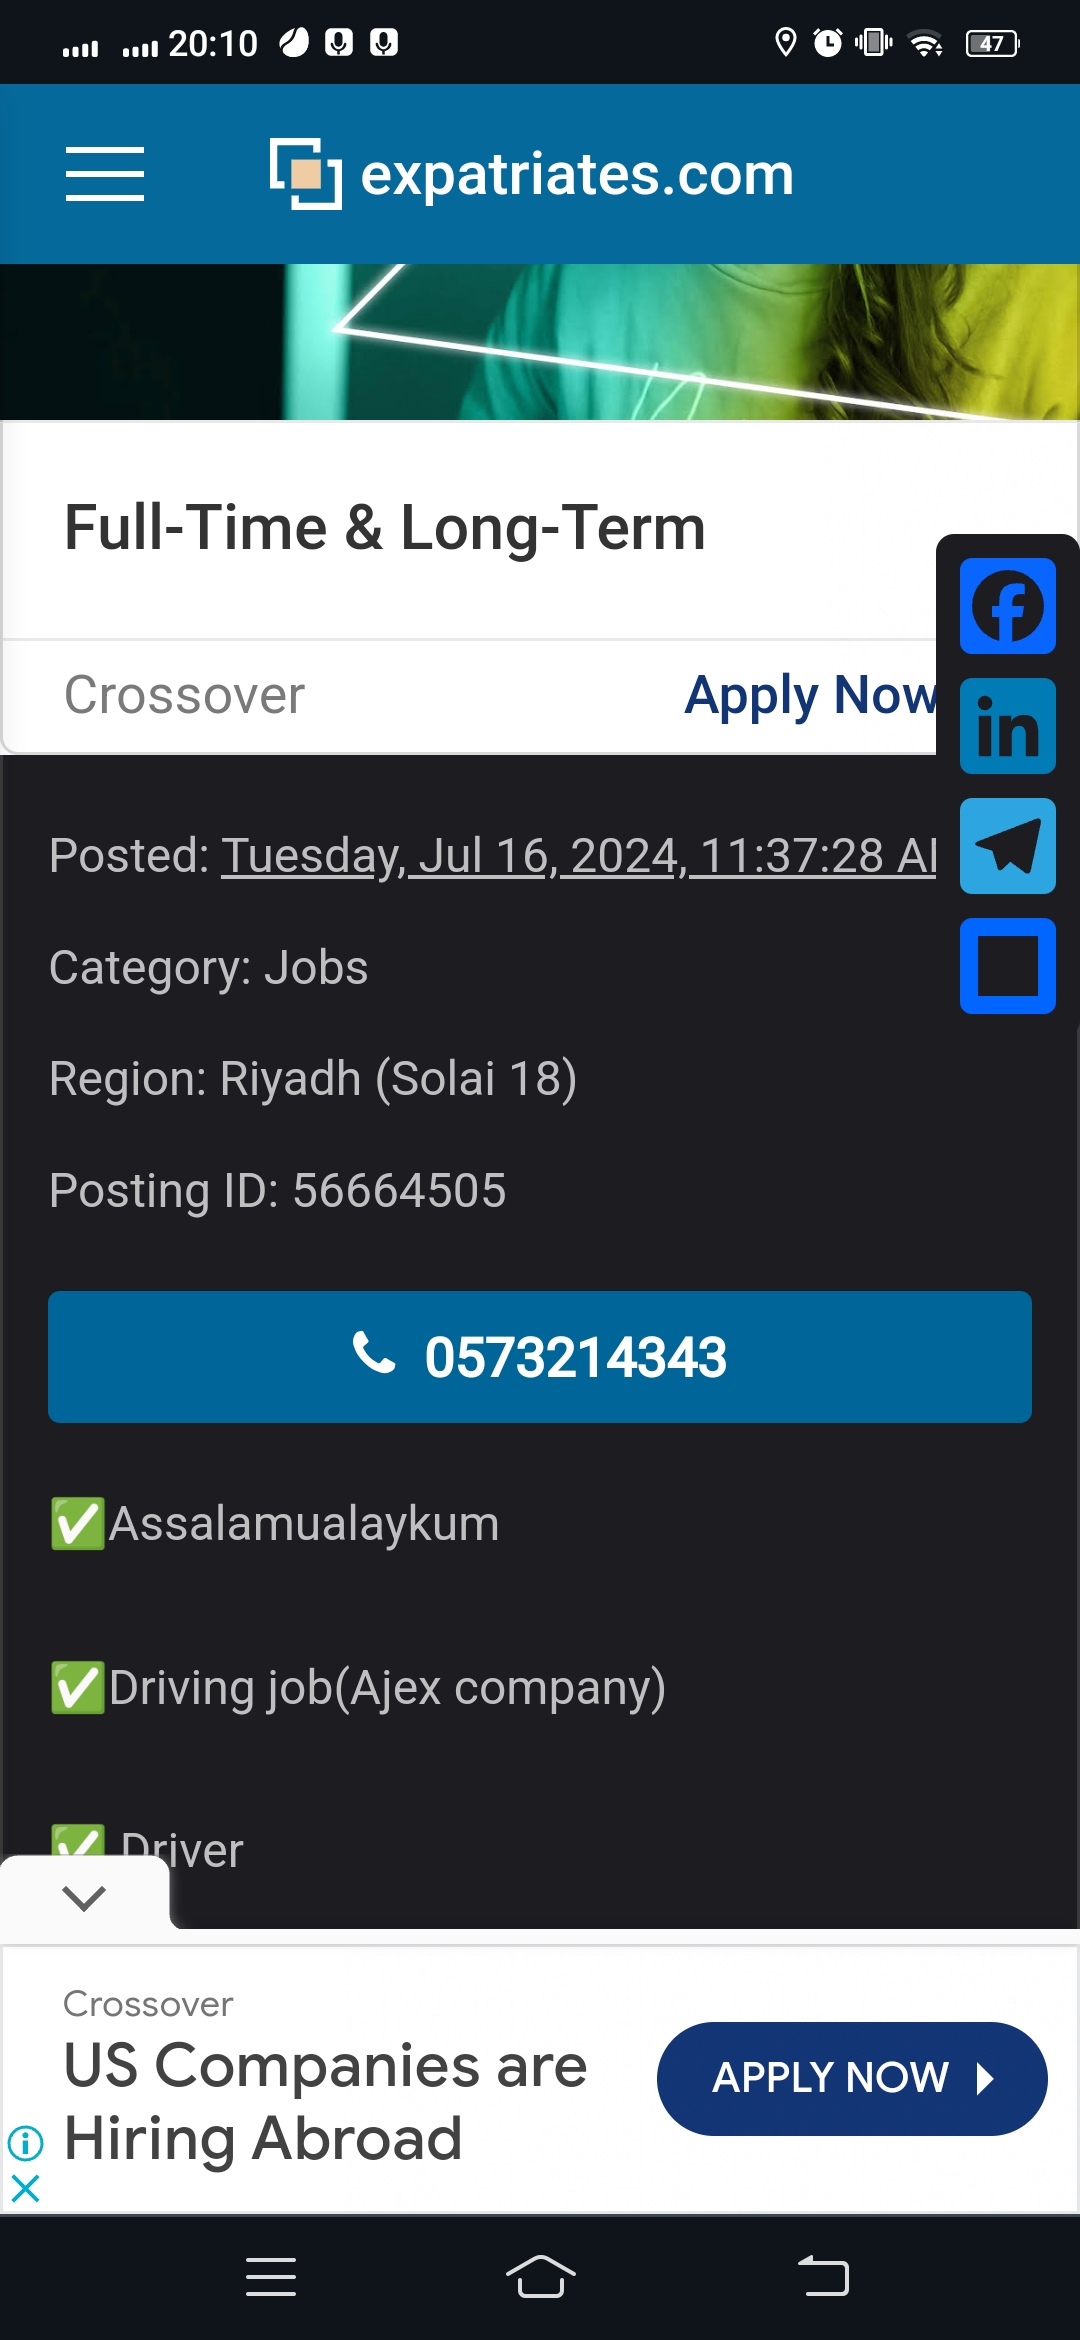 20:10
47
expatriates.com
Full-Time & Long-Term
Crossover
Apply Now
Posted: Tuesday, Jul 16, 2024, 11:37:28
Category: Jobs
Region: Riyadh (Solai 18)
Posting ID: 56664505
0573214343
✅Assalamualaykum
✅Driving job(Ajex company)
✅ Driver
Crossover
US Companies are
Hiring Abroad
APPLY NOW